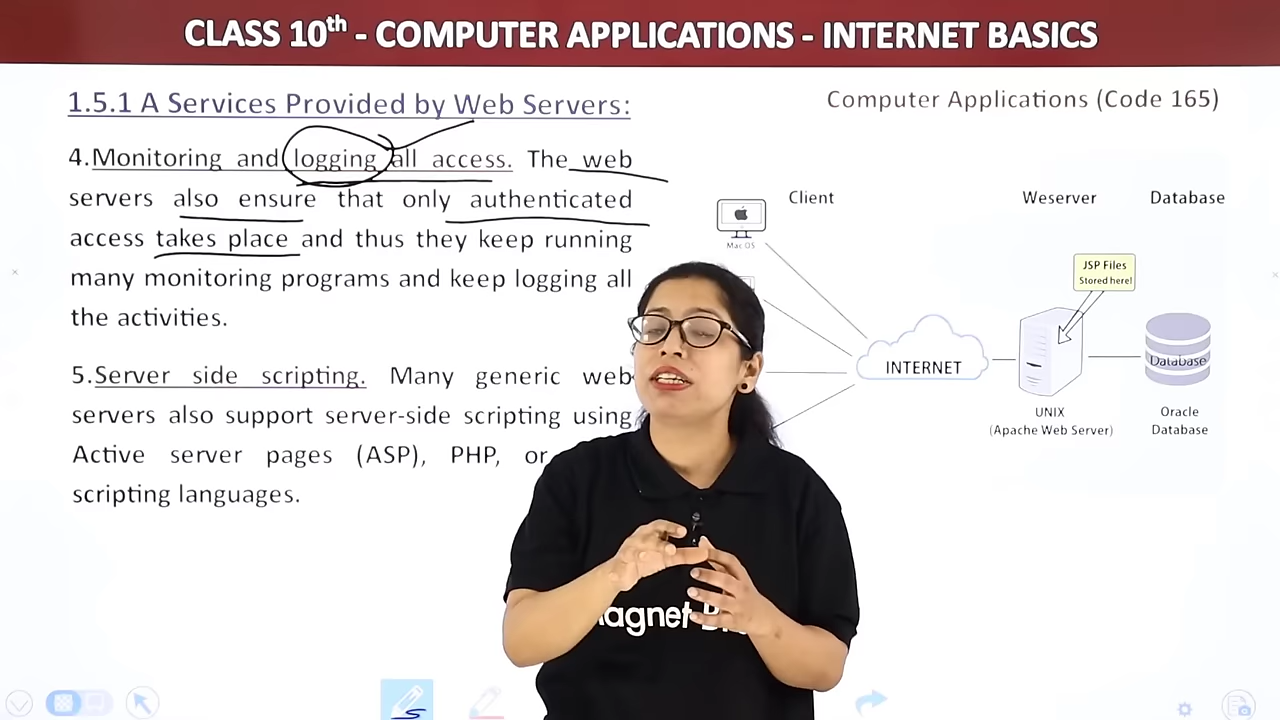 CLASS 10th - COMPUTER APPLICATIONS - INTERNET BASICS
1.5.1 A Services Provided by Web Servers:
Computer Applications (Code 165)
4.Monitoring and logging all access. The web
servers also ensure that only authenticated
access takes place and thus they keep running
many monitoring programs and keep logging all
the activities.
5.Server side scripting. Many generic web
servers also support server-side scripting using
Active server pages (ASP), PHP, or
scripting languages.
Client
Weserver
Database
Mac OS
JSP Files
Stored here!
INTERNET
Database
UNIX
(Apache Web Server)
Oracle
Database